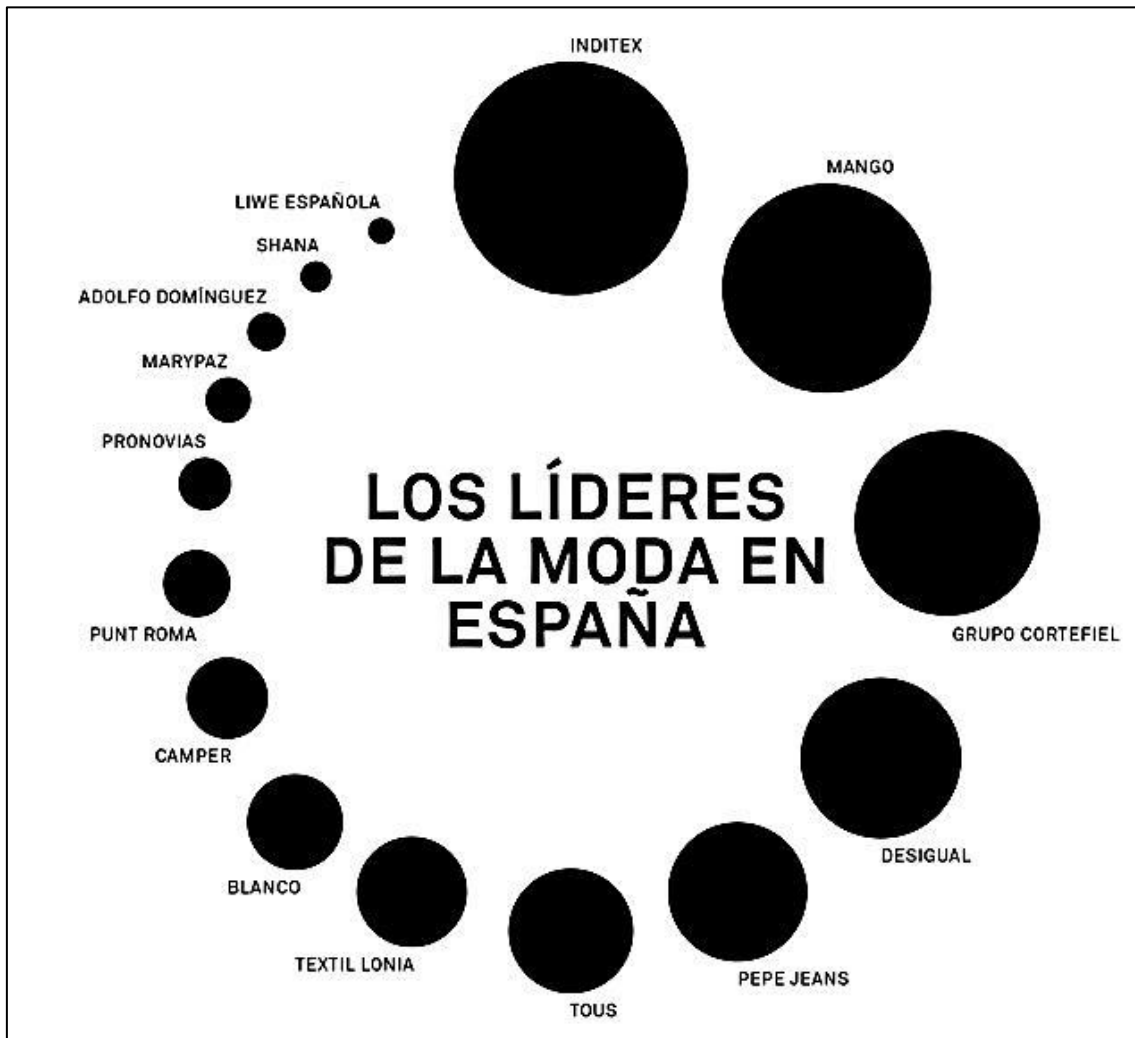 INDITEX
MANGO
GRUPO CORTEFIEL
DESIGUAL
PEPE JEANS
TOUS
TEXTIL LONIA
BLANCO
CAMPER
PUNT ROMA
PRONOVIAS
MARYPAZ
ADOLFO DOMÍNGUEZ
SHANA
LIWE ESPAÑOLA
LOS LÍDERES
DE LA MODA EN
ESPAÑA